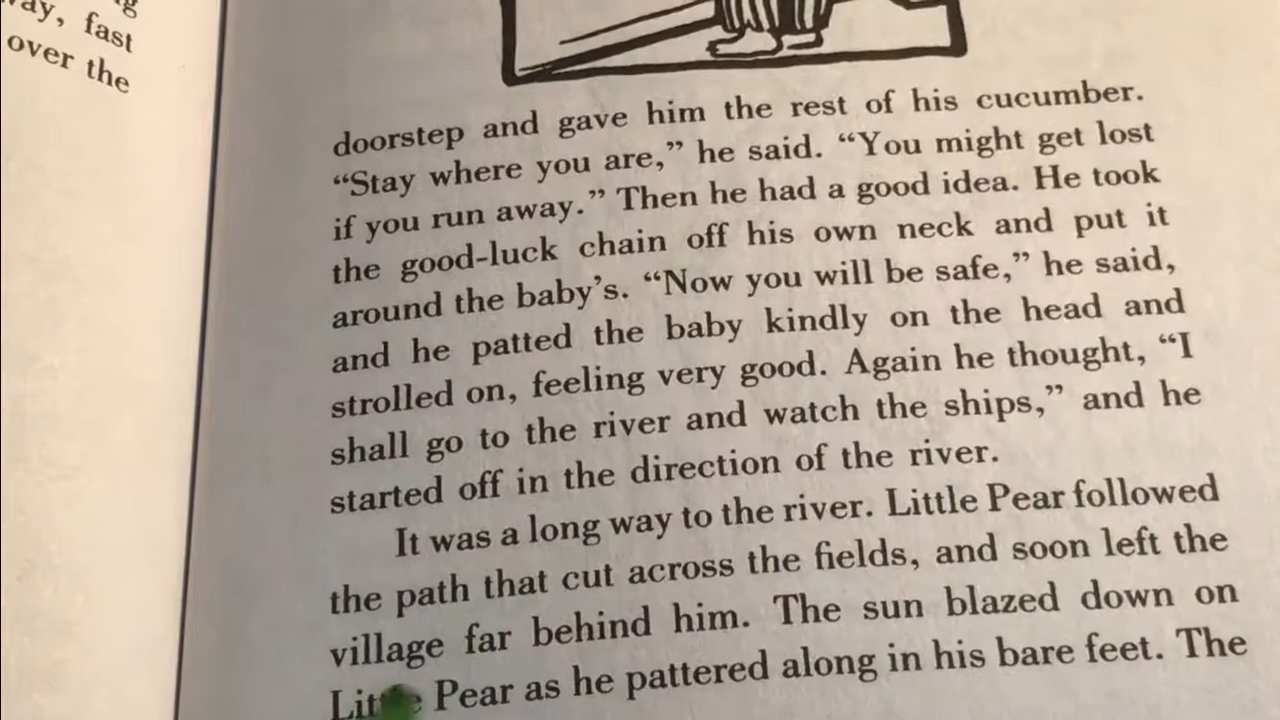 fast
over the
doorstep and gave him the rest of his cucumber.
“Stay where you are,” he said. “You might get lost
if you run away.” Then he had a good idea. He took
the good-luck chain off his own neck and put it
around the baby’s. “Now you will be safe,” he said,
and he patted the baby kindly on the head and
strolled on, feeling very good. Again he thought, “I
shall go to the river and watch the ships,” and he
started off in the direction of the river.
It was a long way to the river. Little Pear followed
the path that cut across the fields, and soon left the
village far behind him. The sun blazed down on
Pear as he pattered along in his bare feet. The